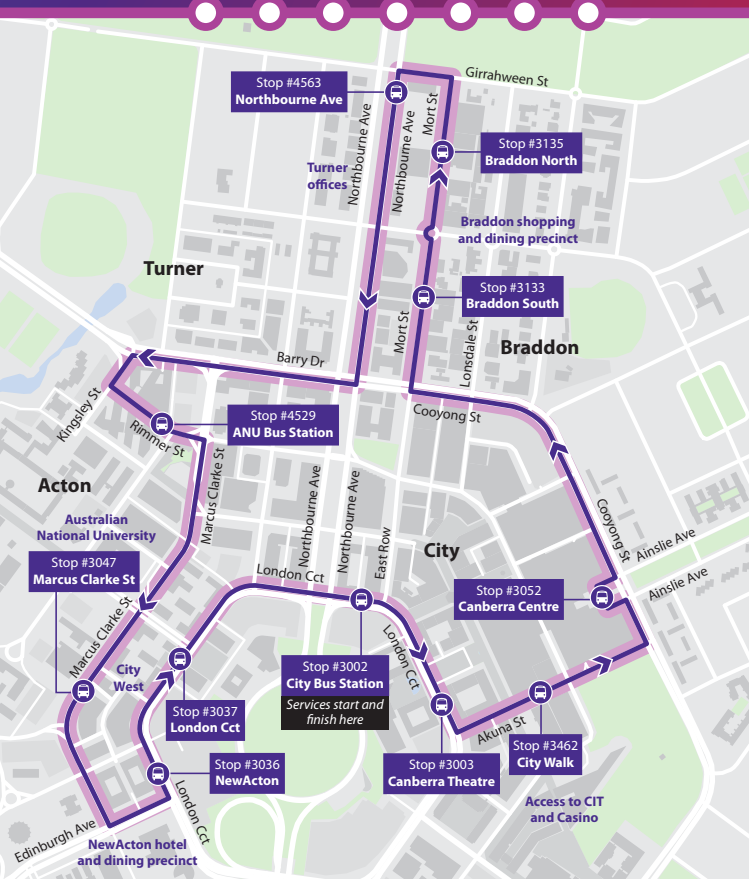 Girrahween St
Stop #4563
Northbourne Ave
Mort St
Northbourne Ave
Northbourne Ave
Stop #3135
Braddon North
Turner
offices
Braddon shopping
and dining precinct
Turner
Stop #3133
Braddon South
Mort St
Lonsdale St
Braddon
Barry Dr
Kingsley St
Cooyong St
Stop #4529
ANU Bus Station
Rimmer St
Marcus Clarke St
Acton
Northbourne Ave
Northbourne Ave
Australian
National University
East Row
City
Cooyong St
Ainslie Ave
Ainslie Ave
Stop #3047
Marcus Clarke St
London Cct
Stop #3052
Canberra Centre
Marcus Clarke St
City
West
Stop #3002
City Bus Station
Services start and
finish here
London Cct
Stop #3037
London Cct
Akuna St
Stop #3462
City Walk
Stop #3036
NewActon
Stop #3003
Canberra Theatre
London Cct
Access to CIT
and Casino
Edinburgh Ave
NewActon hotel
and dining precinct